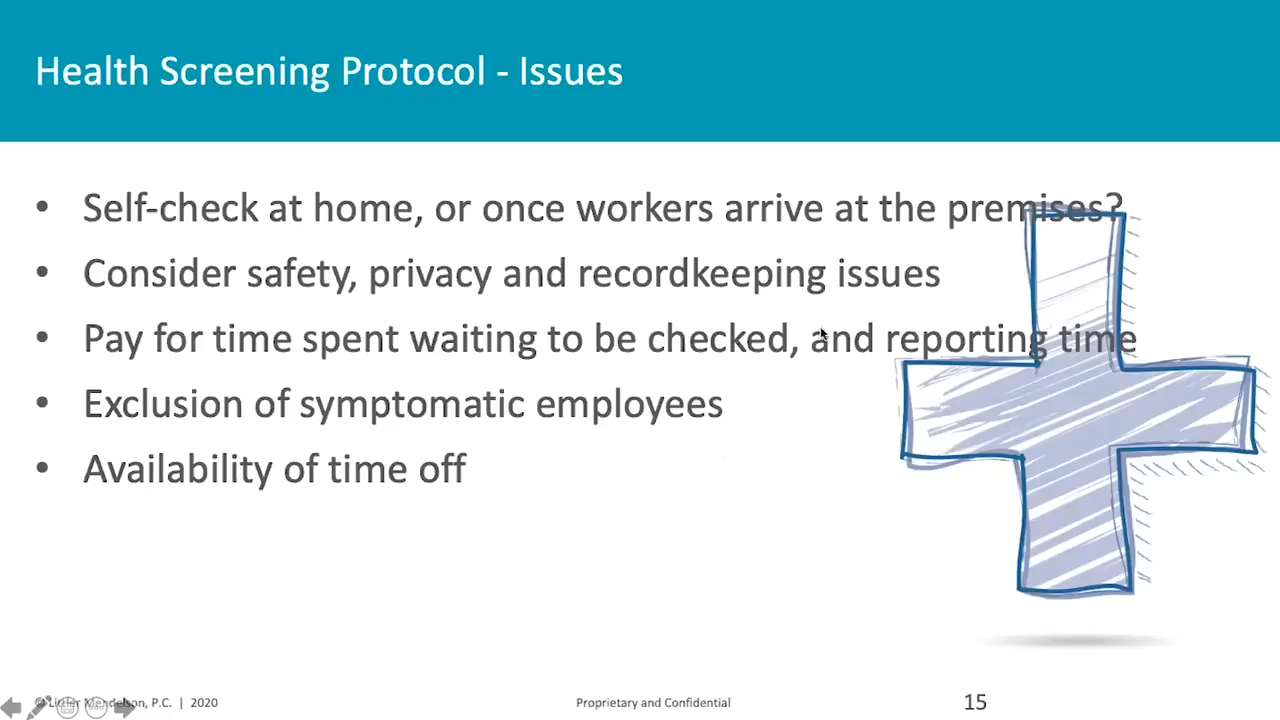 Health Screening Protocol - Issues
• Self-check at home, or once workers arrive at the premises?
• Consider safety, privacy and recordkeeping issues
• Pay for time spent waiting to be checked, and reporting time
• Exclusion of symptomatic employees
• Availability of time off
© Littler Mendelson, P.C. | 2020
Proprietary and Confidential
15